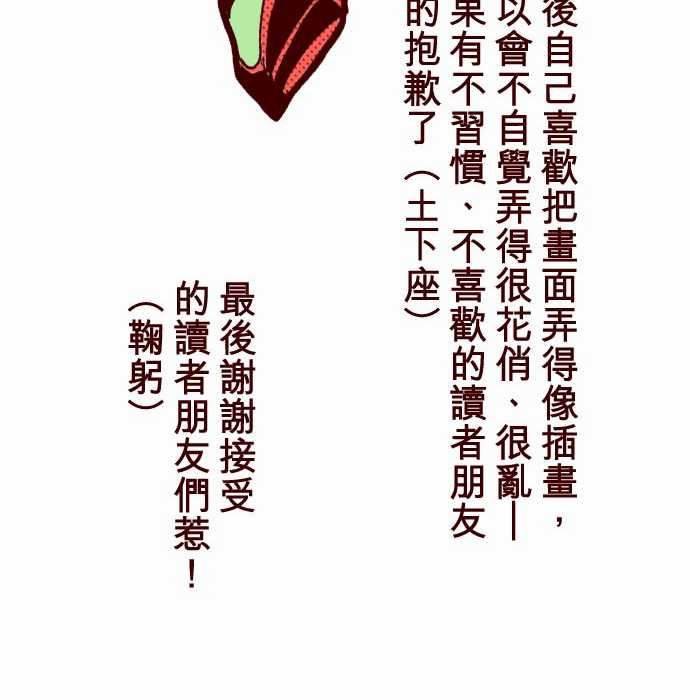 後自己喜歡把畫面弄得像插畫，
以會不自覺弄得很花俏、很亂—
果有不習慣、不喜歡的讀者朋友
的抱歉了（土下座）
最後謝謝接受
的讀者朋友們惹！
（鞠躬）